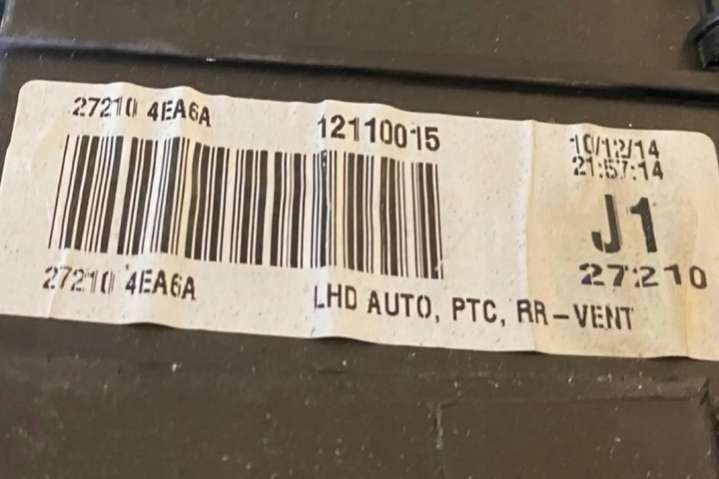 27210 4EA6A
12110015
10/12/14
21:57:14
J1
27210
27210 4EA6A
LHD AUTO, PTC, RR-VENT